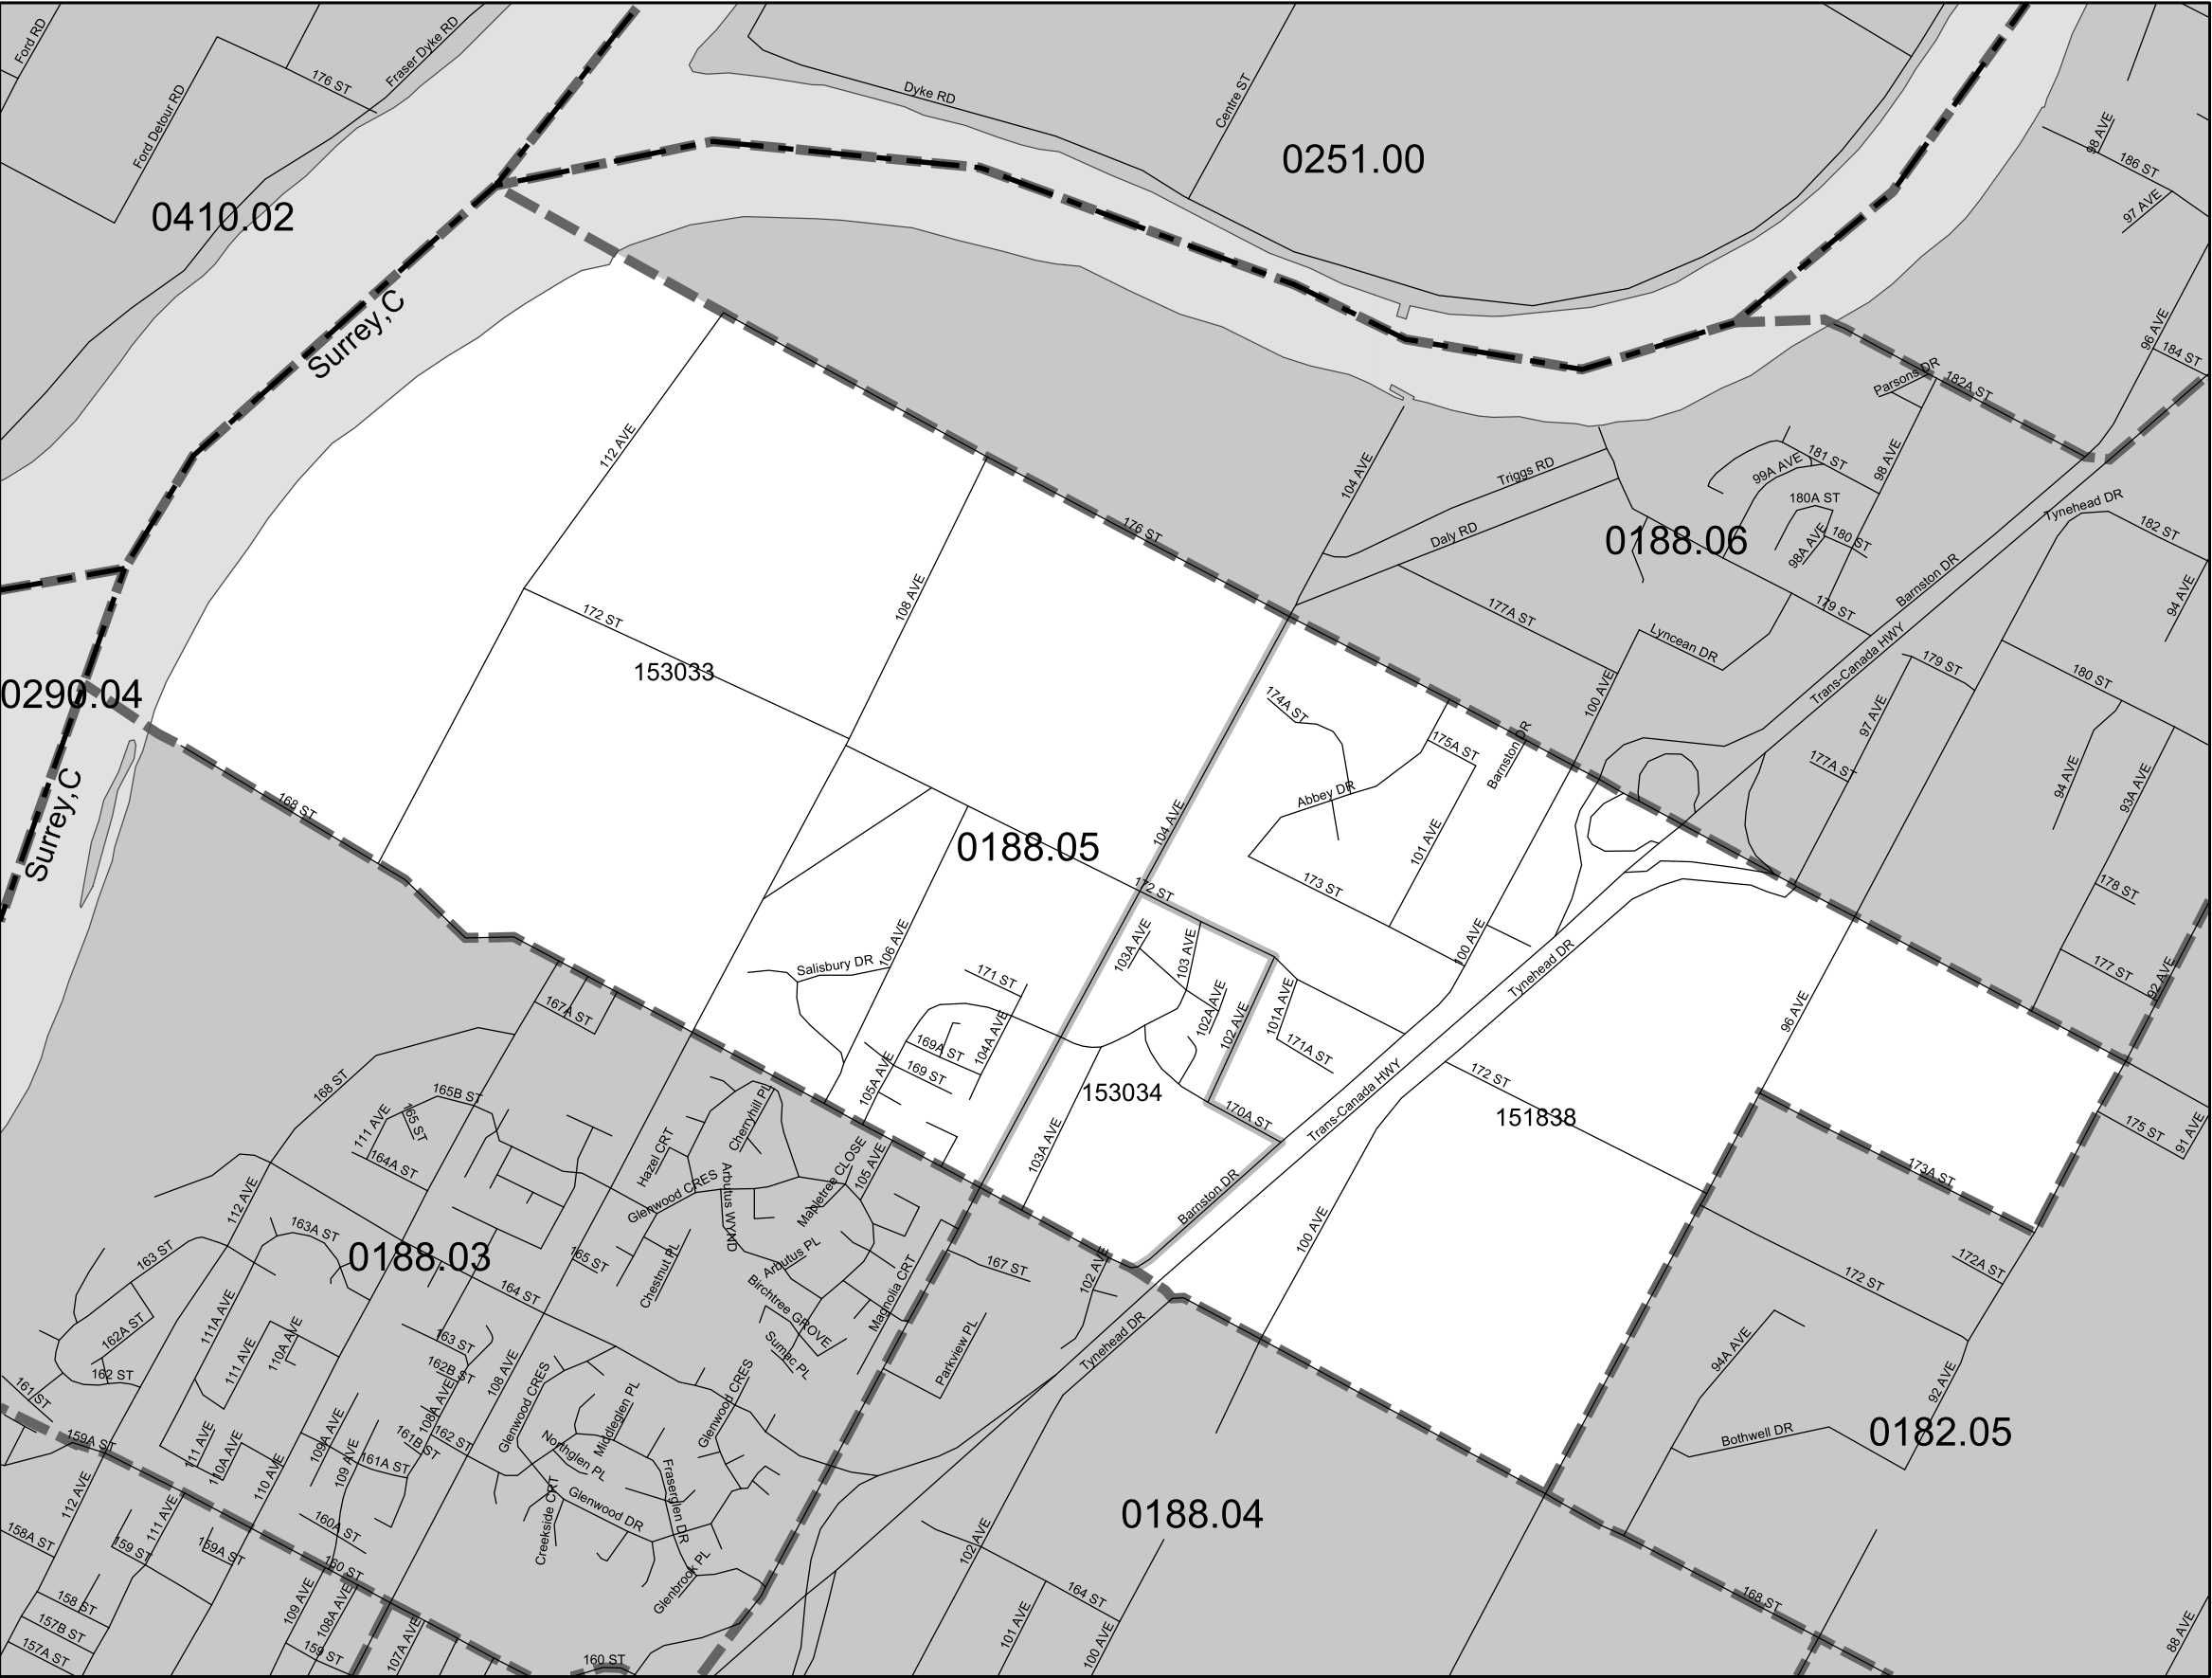 Ford RD
Fraser Dyke RD
176 ST
Ford Detour RD
0410.02
Dyke RD
Centre ST
0251.00
98 AVE
186 ST
97 AVE
Surrey,C
96 AVE
184 ST
Parsons DR
182A ST
112 AVE
104 AVE
Triggs RD
181 ST
99A AVE
98 AVE
180A ST
Tynehead DR
176 ST
Daly RD
0188.06
98A AVE
180 ST
182 ST
108 AVE
172 ST
177A ST
179 ST
Barnston DR
94 AVE
Lyncean DR
153033
0290.04
174A ST
100 AVE
Trans-Canada HWY
179 ST
180 ST
Surrey,C
168 ST
175A ST
Barnston DR
97 AVE
177A ST
94 AVE
93A AVE
Abbey DR
104 AVE
101 AVE
0188.05
172 ST
173 ST
178 ST
106 AVE
Salisbury DR
103A AVE
103 AVE
100 AVE
Tynehead DR
177 ST
92 AVE
171 ST
167A ST
102A AVE
102 AVE
101A AVE
96 AVE
169A ST
104A AVE
171A ST
168 ST
105A AVE
169 ST
165B ST
153034
170A ST
Trans-Canada HWY
172 ST
151838
111 AVE
165 ST
164A ST
Cherryhill PL
Hazel CRT
103A AVE
175 ST
91 AVE
173A ST
Glenwood CRES
Arbutus WYND
Mapletree CLOSE
105 AVE
Barnston DR
112 AVE
163A ST
163 ST
0188.03
165 ST
Chestnut PL
Arbutus PL
Birchtree GROVE
Magnolia CRT
167 ST
102 AVE
100 AVE
172A ST
172 ST
164 ST
111A AVE
162A ST
111 AVE
110A AVE
163 ST
162B ST
162 ST
161 ST
108 AVE
108A AVE
Glenwood CRES
Sumac PL
Parkview PL
Tynehead DR
94A AVE
92 AVE
Middleglen PL
Glenwood CRES
159A ST
111 AVE
110A AVE
109A AVE
109 AVE
161A ST
161B ST
162 ST
Northglen PL
Bothwell DR
0182.05
112 AVE
110 AVE
111 AVE
Creekside CRT
Glenwood DR
Fraserglen DR
0188.04
158A ST
159 ST
159A ST
160A ST
160 ST
102 AVE
Glenbrook PL
164 ST
168 ST
158 ST
157B ST
157A ST
109 AVE
108A AVE
159 ST
107A AVE
160 ST
101 AVE
100 AVE
88 AVE